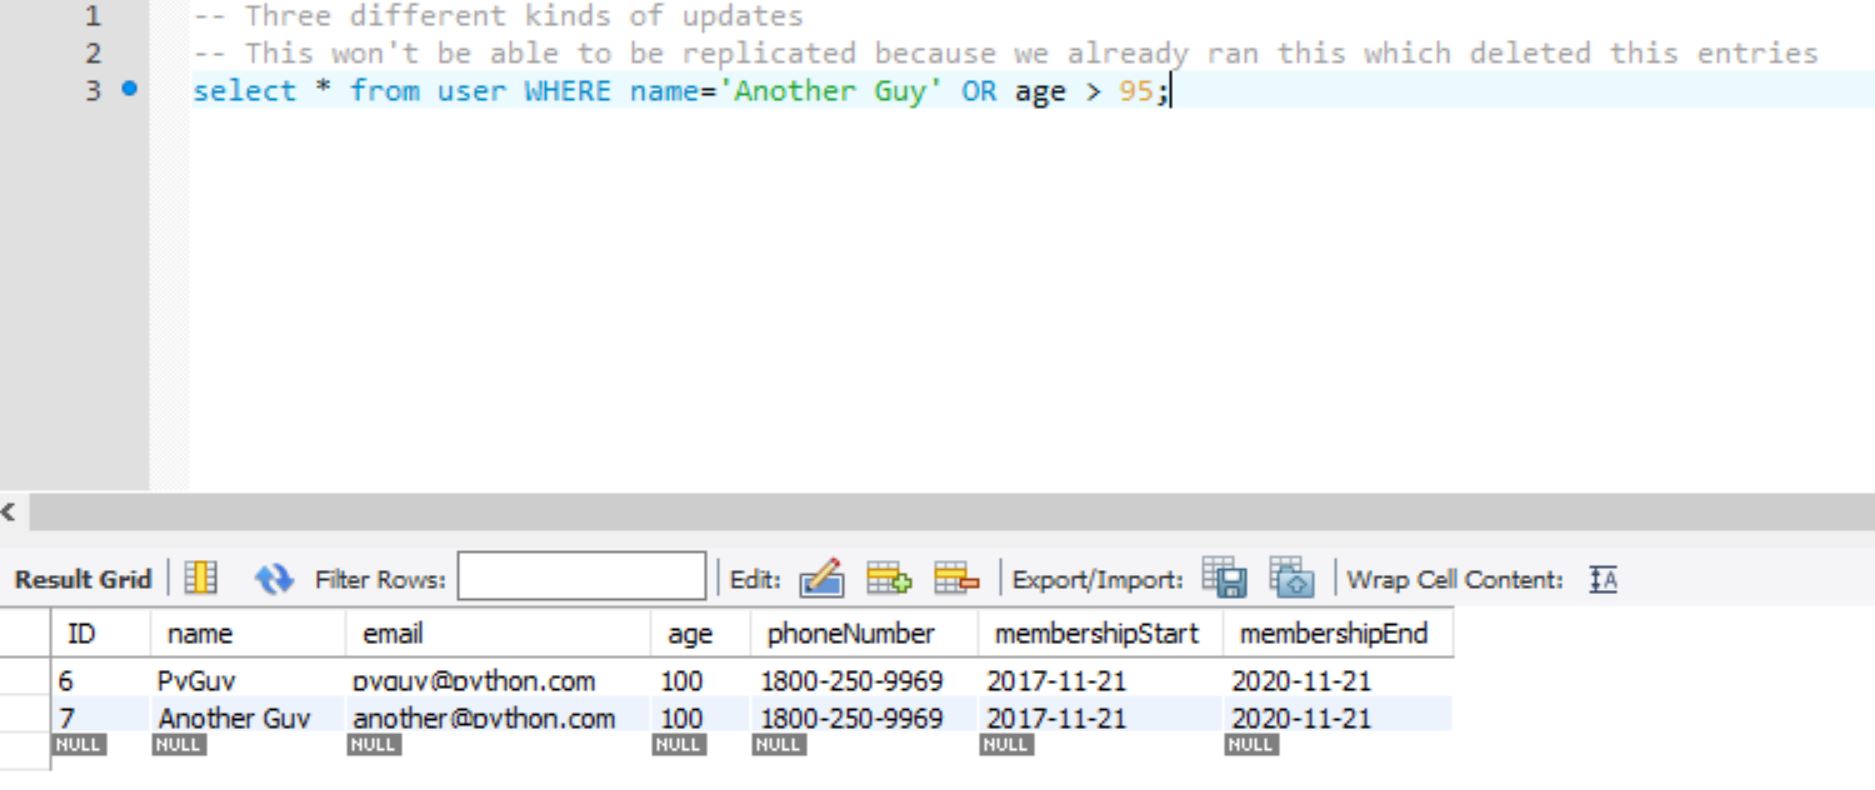 1 -- Three different kinds of updates
2 -- This won't be able to be replicated because we already ran this which deleted this entries
3 select * from user WHERE name='Another Guy' OR age > 95;
Result Grid Filter Rows: Edit: Export/Import: Wrap Cell Content: A
ID name email age phoneNumber membershipStart membershipEnd
6 PyGuy pyguy@python.com 100 1800-250-9969 2017-11-21 2020-11-21
7 Another Guy another@python.com 100 1800-250-9969 2017-11-21 2020-11-21
NULL NULL NULL NULL NULL NULL NULL